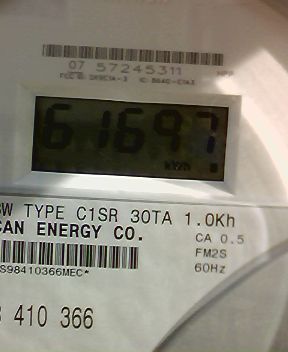 07 57245311
61697
kWh
SW TYPE C1SR 30TA 1.0Kh
CAN ENERGY CO.
CA 0.5
FM2S
60Hz
S98410366MEC*
410 366